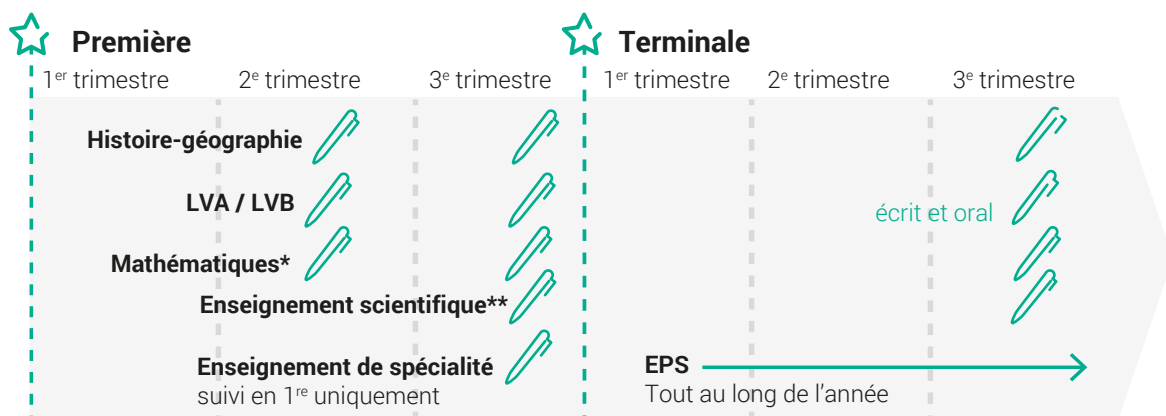 Première
Terminale
1er trimestre
2e trimestre
3e trimestre
1er trimestre
2e trimestre
3e trimestre
Histoire-géographie
LVA / LVB
écrit et oral
Mathématiques*
Enseignement scientifique**
Enseignement de spécialité
suivi en 1re uniquement
EPS
Tout au long de l'année